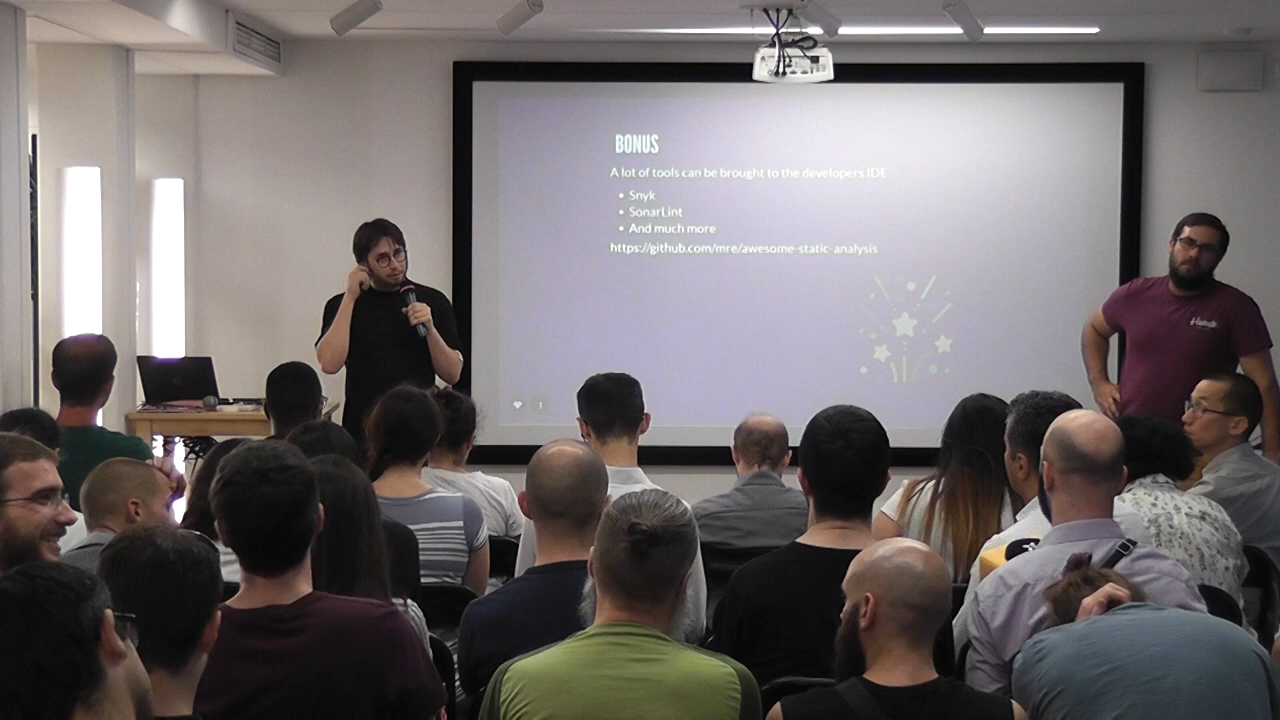 BONUS
A lot of tools can be brought to the developers IDE
Snyk
SonarLint
And much more
https://github.com/mre/awesome-static-analysis